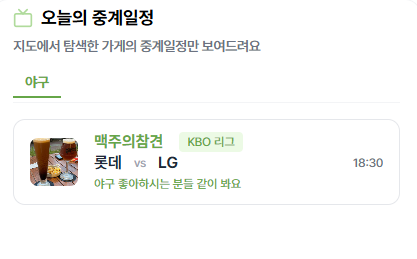 오늘의 중계일정
지도에서 탐색한 가게의 중계일정만 보여드려요
야구
맥주의참견 KBO 리그
롯데 vs LG 18:30
야구 좋아하시는 분들 같이 봐요